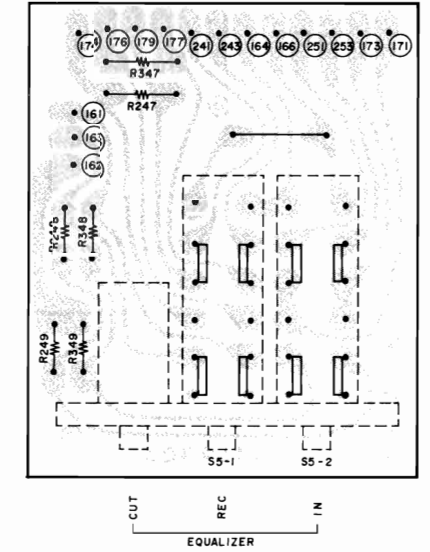 174 176 179 177 241 243 164 166 251 253 173 171
R347
R247
161
163
162
R246 R348
R249 R349
S5-1 S5-2
CUT REC IN
EQUALIZER